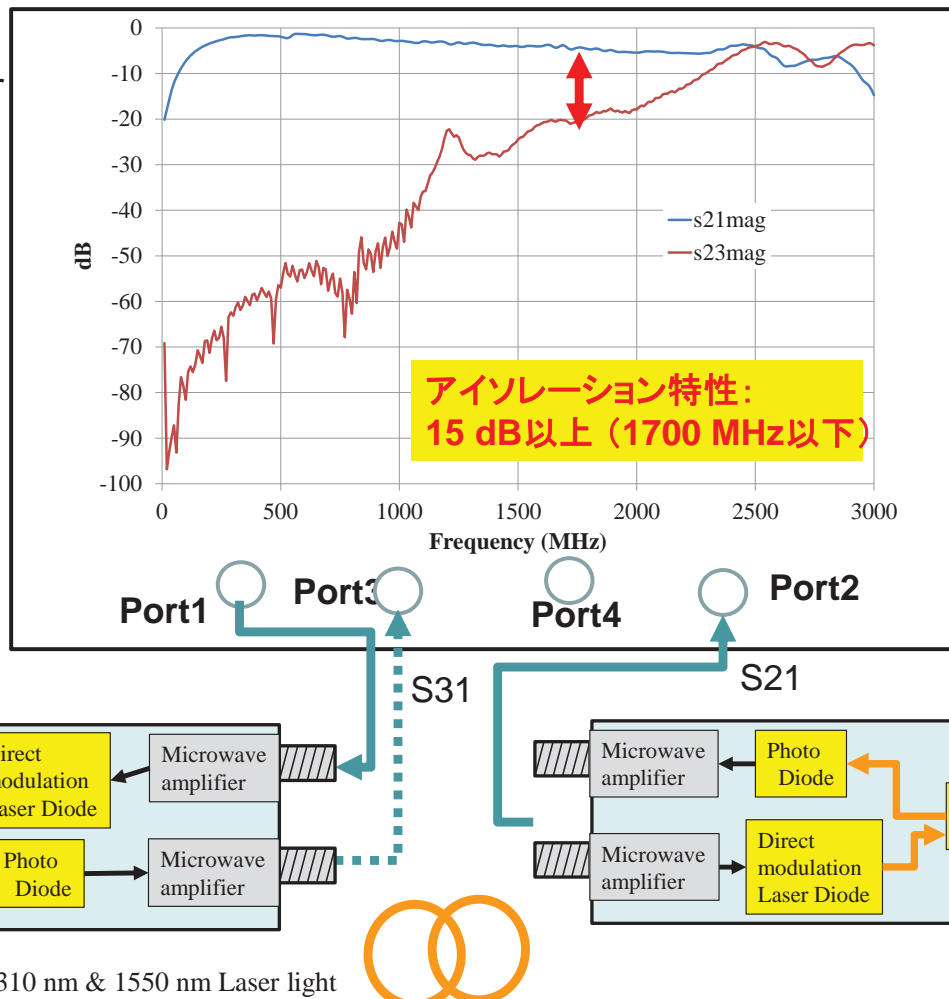 0
-10
-20
-30
-40
-50
-60
-70
-80
-90
-100
dB
s21mag
s23mag
アイソレーション特性：
15 dB以上（1700 MHz以下）
0 500 1000 1500 2000 2500 3000
Frequency (MHz)
Port1
Port3
Port4
Port2
S31
S21
Laser Diode
Microwave
amplifier
Photo
Diode
Microwave
amplifier
Microwave
amplifier
Photo
Diode
Microwave
amplifier
Direct
modulation
Laser Diode
310 nm & 1550 nm Laser light